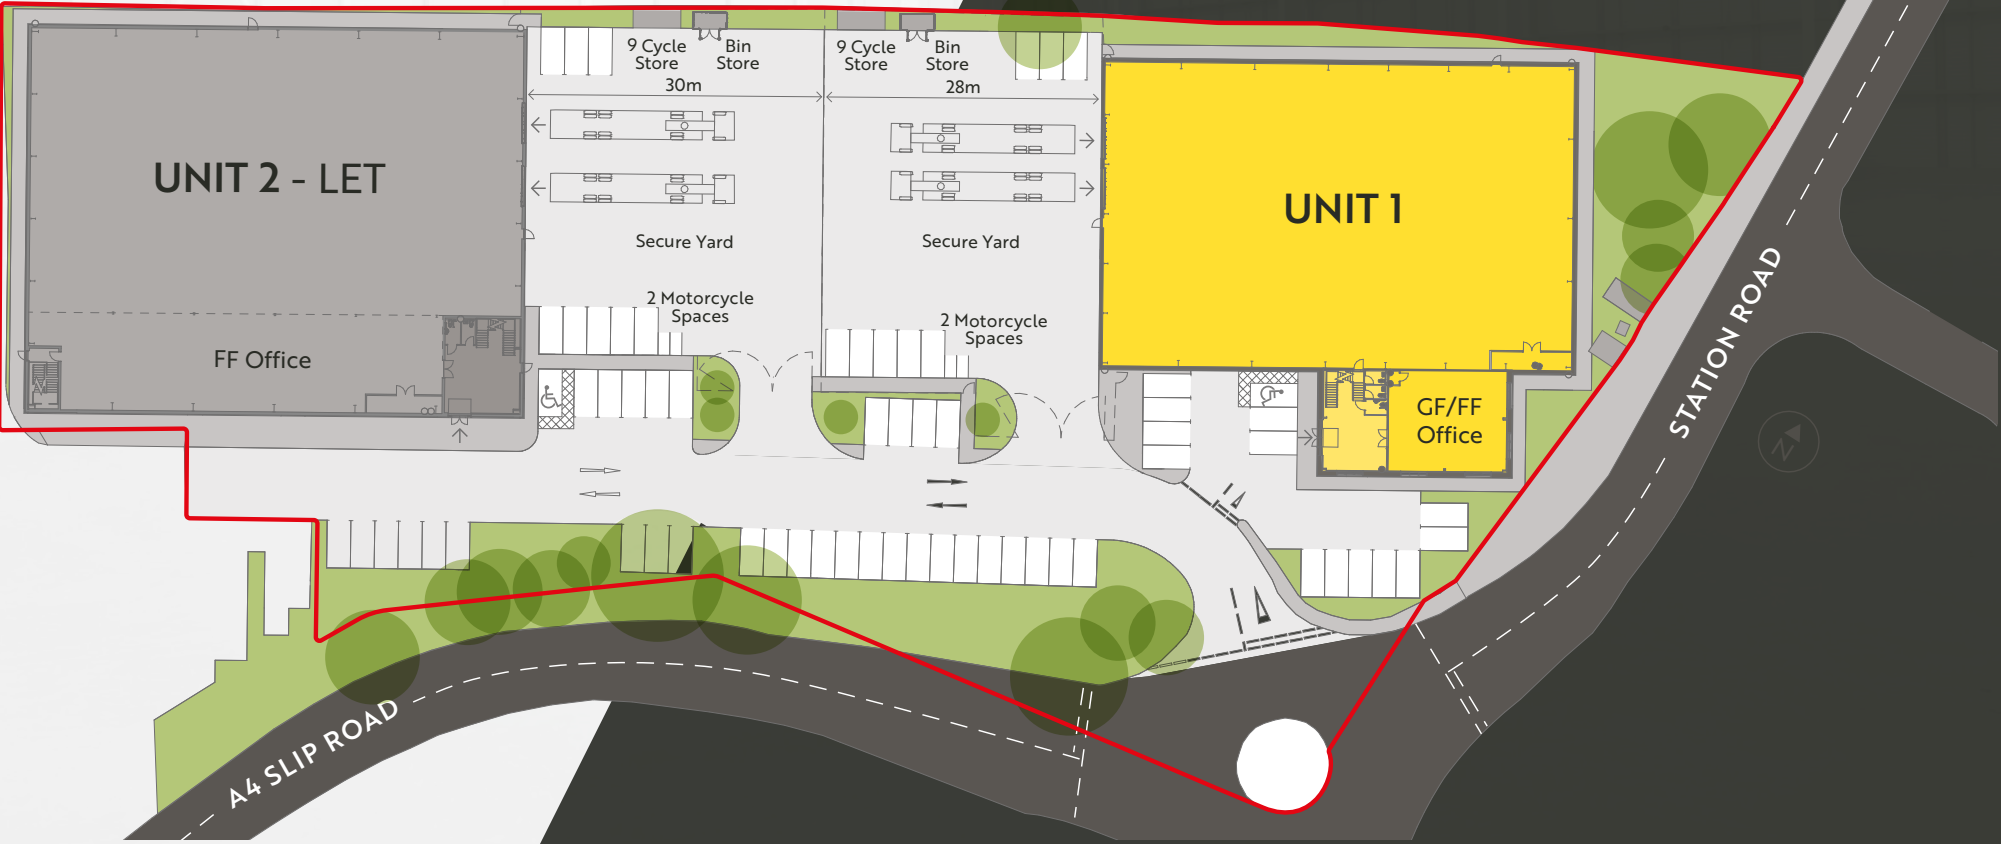 9 Cycle
Store
Bin
Store
9 Cycle
Store
Bin
Store
30m
28m
UNIT 2 - LET
UNIT 1
Secure Yard
Secure Yard
2 Motorcycle
Spaces
2 Motorcycle
Spaces
FF Office
GF/FF
Office
STATION ROAD
N
A4 SLIP ROAD